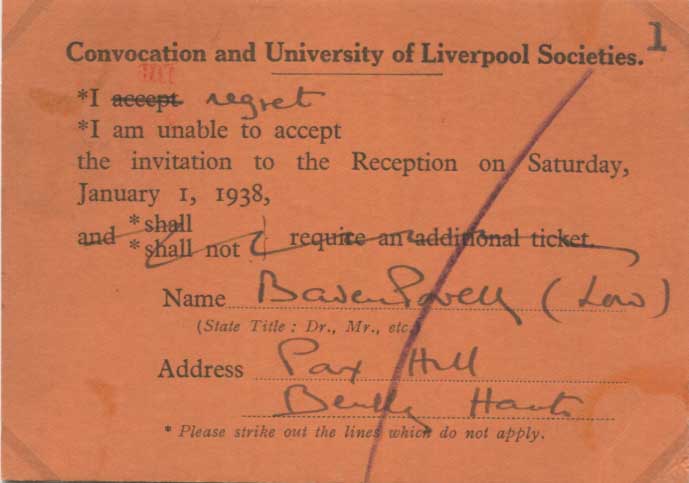 Convocation and University of Liverpool Societies. 1
*I accept regret
*I am unable to accept
the invitation to the Reception on Saturday,
January 1, 1938,
and *shall
*shall not } require an additional ticket.
Name Baden Powell (Lord)
(State Title : Dr., Mr., etc.)
Address Pax Hill
Bentley Hants
* Please strike out the lines which do not apply.